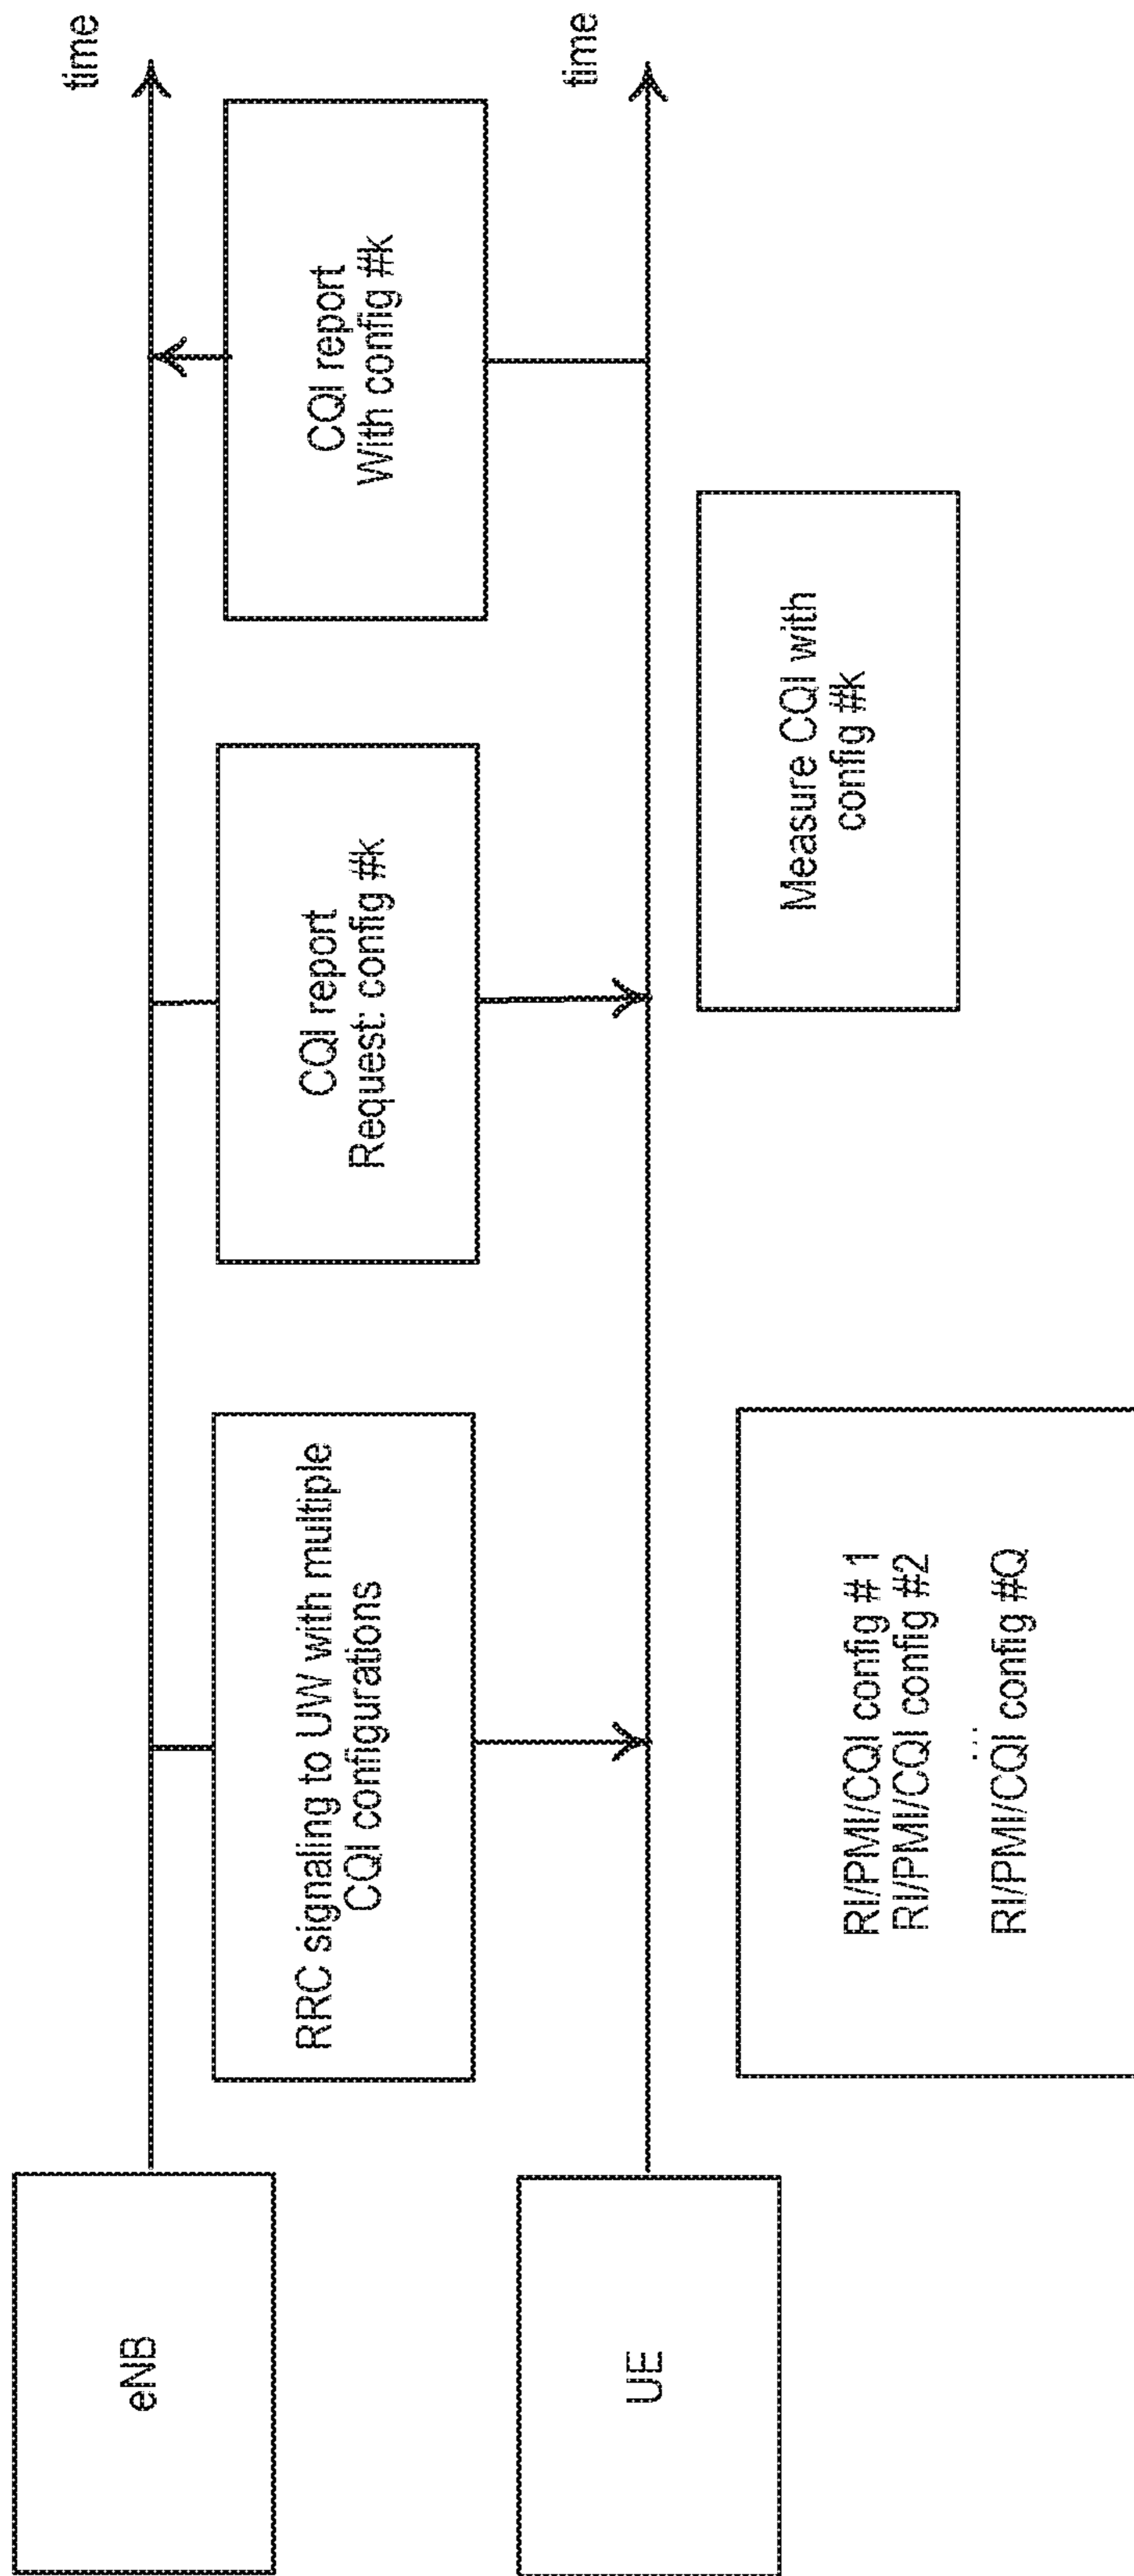 eNB
time
RRC signaling to UW with multiple
CQI configurations
CQI report
Request: config #k
CQI report
With config #k
UE
time
RI/PMI/CQI config # 1
RI/PMI/CQI config #2
...
RI/PMI/CQI config #Q
Measure CQI with
config #k